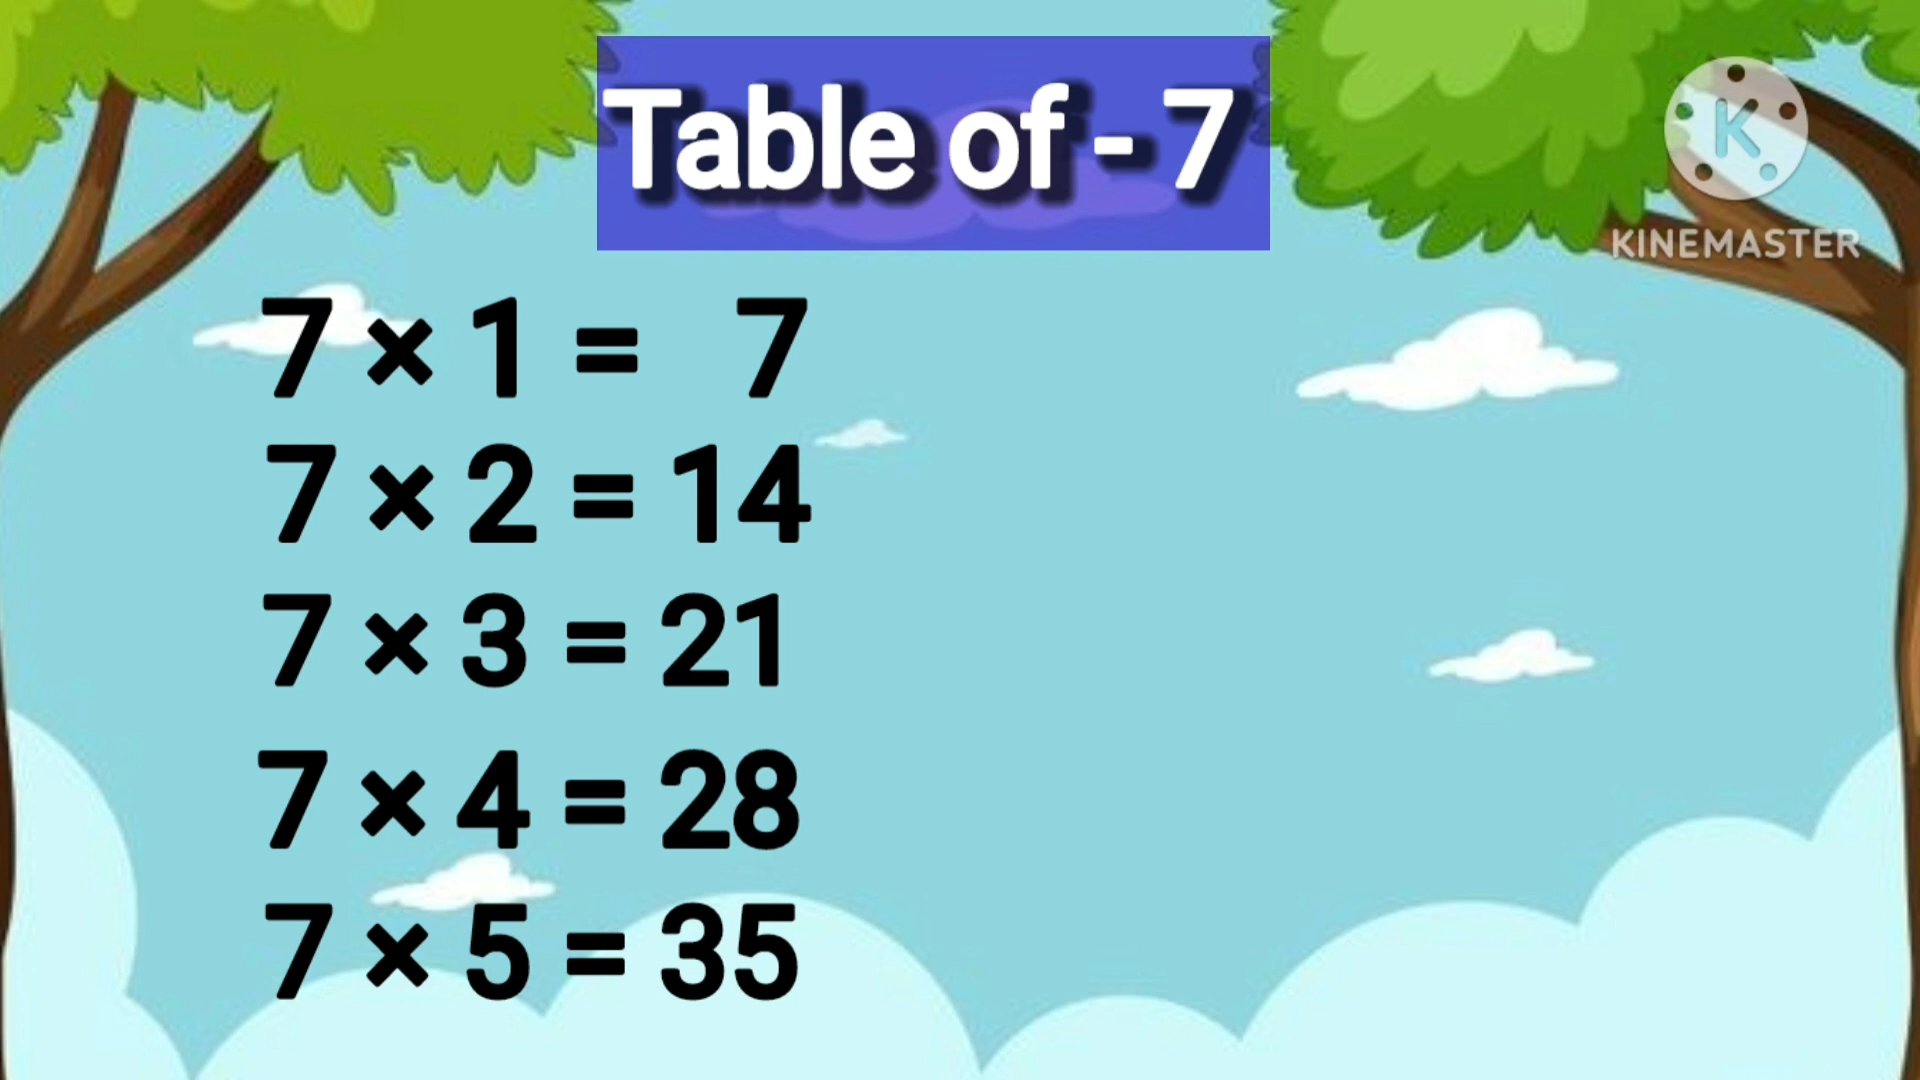 Table of - 7
K
KINEMASTER
7 × 1 = 7
7 × 2 = 14
7 × 3 = 21
7 × 4 = 28
7 × 5 = 35